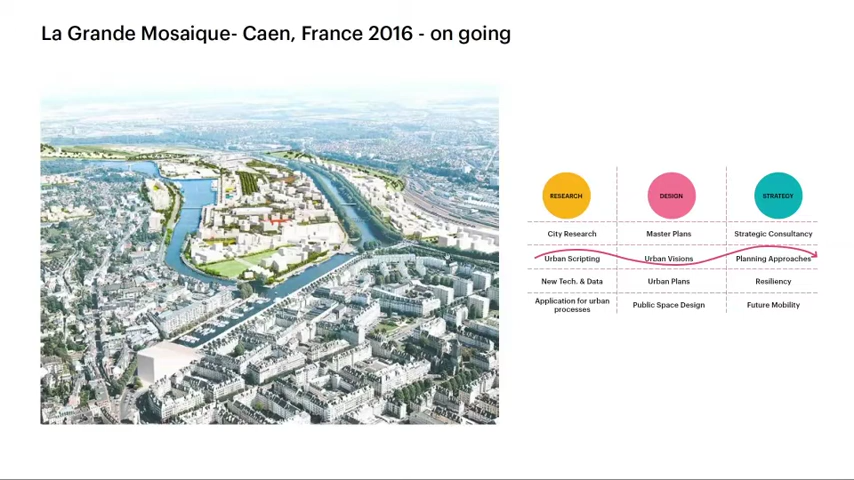 La Grande Mosaique- Caen, France 2016 - on going
RESEARCH
DESIGN
STRATEGY
City Research
Master Plans
Strategic Consultancy
Urban Scripting
Urban Visions
Planning Approaches
New Tech. & Data
Urban Plans
Resiliency
Application for urban
processes
Public Space Design
Future Mobility